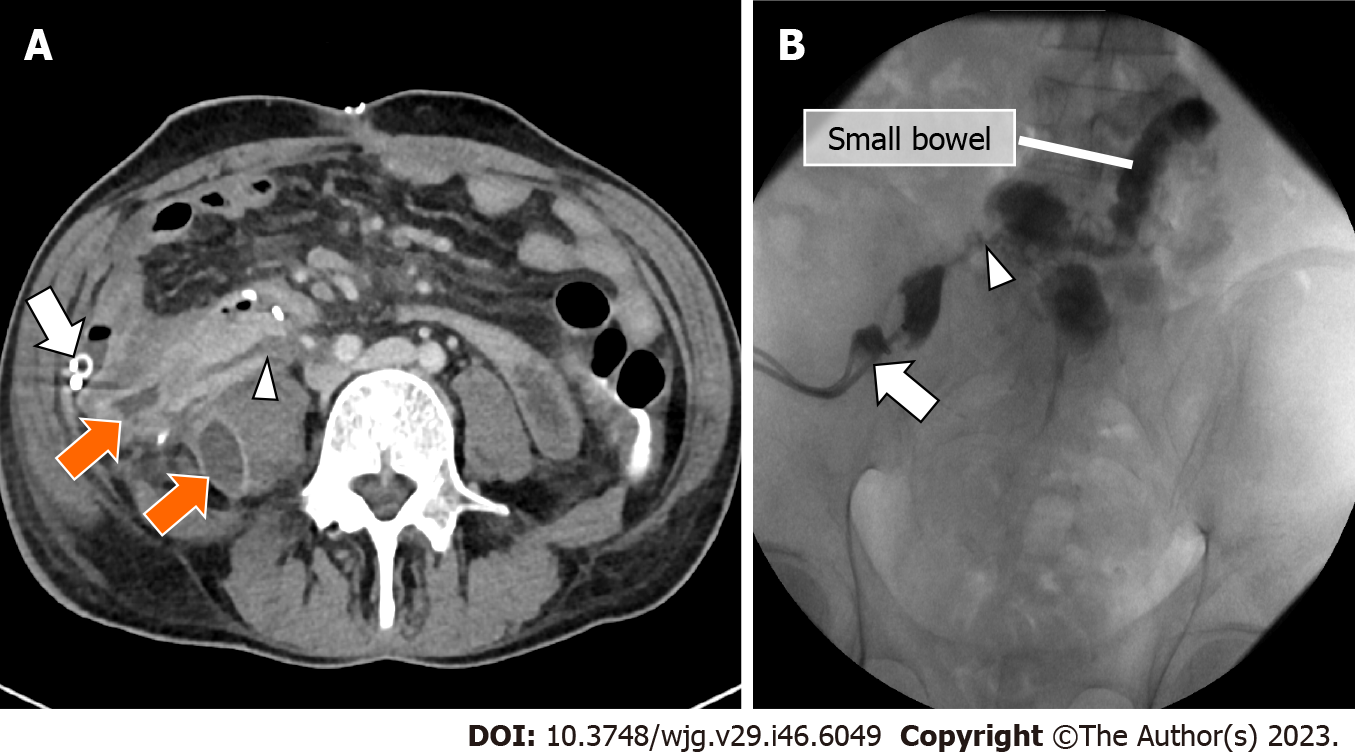 A
B
Small bowel
DOI: 10.3748/wjg.v29.i46.6049 Copyright ©The Author(s) 2023.